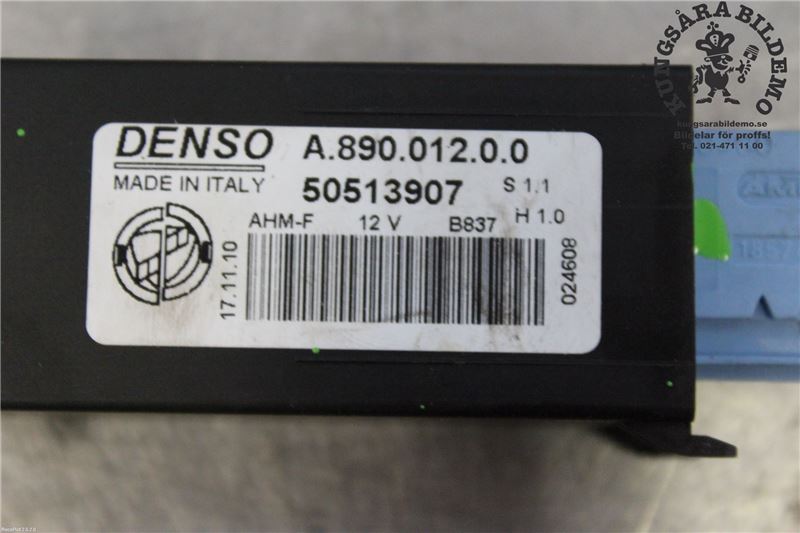 KUNGSÅRA BILDEMO
kungsarabildemo.se
Bildelar för proffs!
Tel. 021-471 11 00
DENSO A.890.012.0.0
MADE IN ITALY 50513907 S 1.1
AHM-F 12 V B837 H 1.0
17.11.10
024608